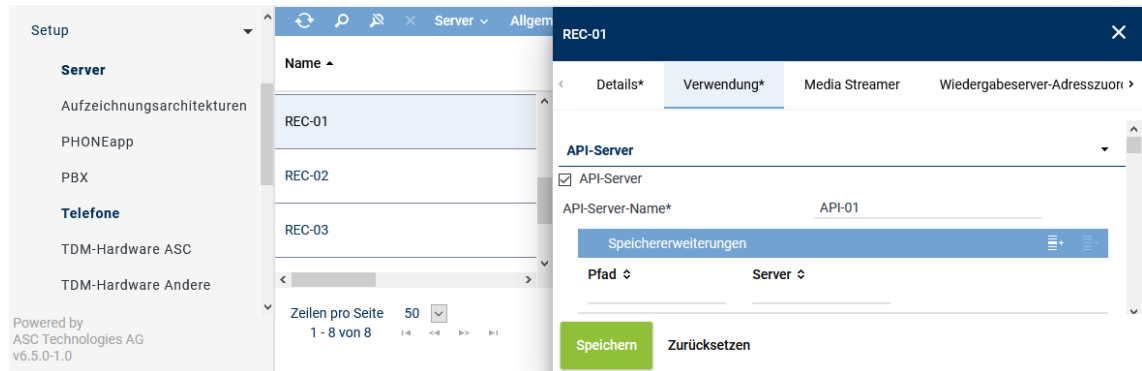 Setup
Server
Aufzeichnungsarchitekturen
PHONEapp
PBX
Telefone
TDM-Hardware ASC
TDM-Hardware Andere
Powered by
ASC Technologies AG
v6.5.0-1.0
Server Allgem
Name
REC-01
REC-02
REC-03
Zeilen pro Seite 50
1 - 8 von 8
REC-01
Details* Verwendung* Media Streamer Wiedergabeserver-Adresszuor
API-Server
API-Server
API-Server-Name* API-01
Speichererweiterungen
Pfad Server
Speichern Zurücksetzen